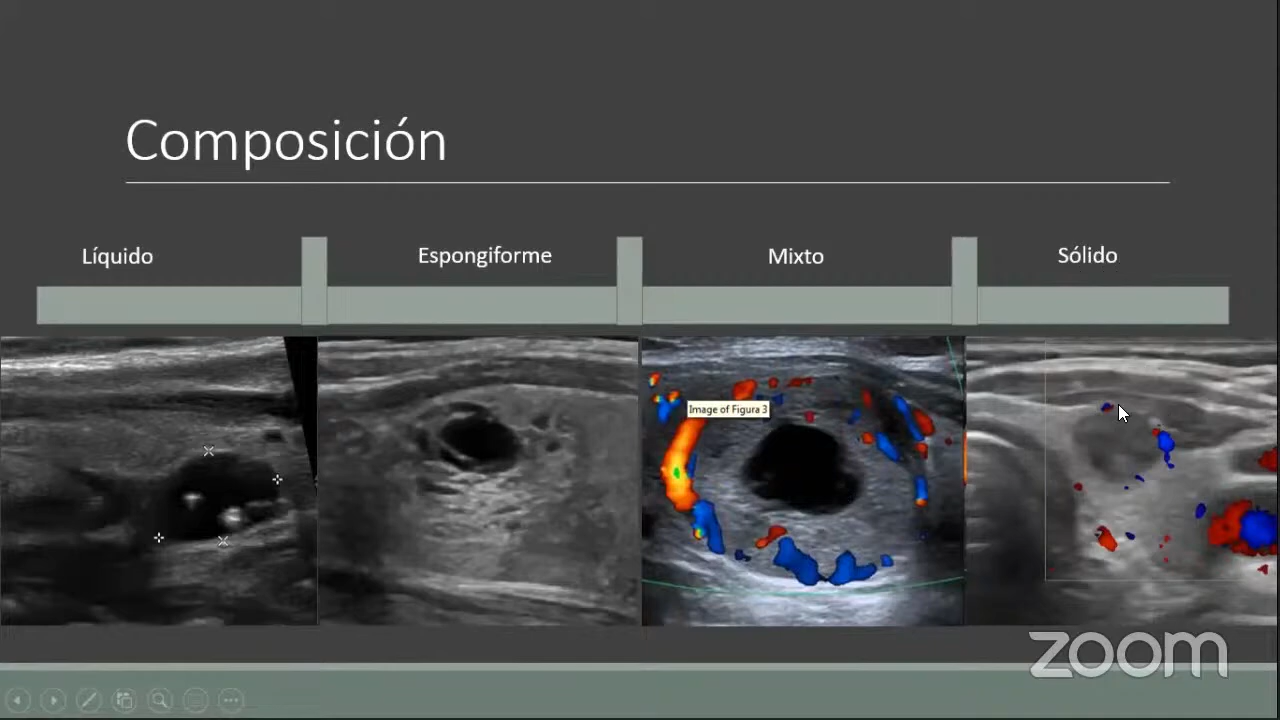 Composición
Líquido
Espongiforme
Mixto
Sólido
Image of Figura 3
zoom